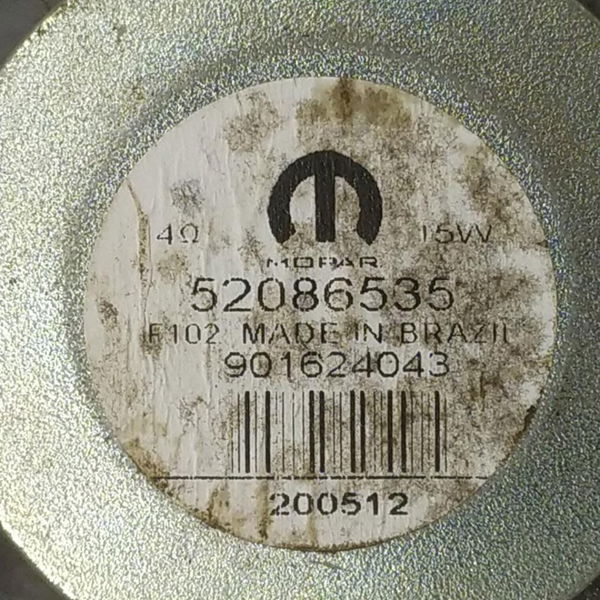 4Ω 15W
MOPAR
52086535
F102 MADE IN BRAZIL
901624043
200512